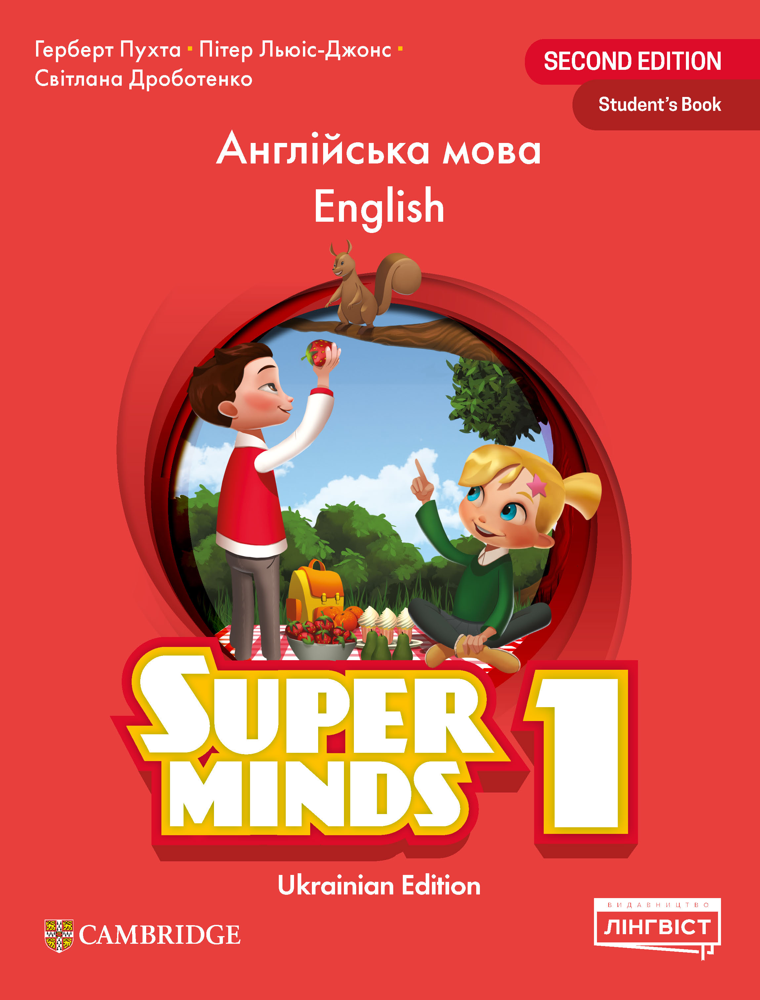 Герберт Пухта ▪ Пітер Льюіс-Джонс ▪
Світлана Дроботенко
SECOND EDITION
Student's Book
Англійська мова
English
SUPER
MINDS 1
Ukrainian Edition
CAMBRIDGE
ВИДАВНИЦТВО
ЛІНГВІСТ